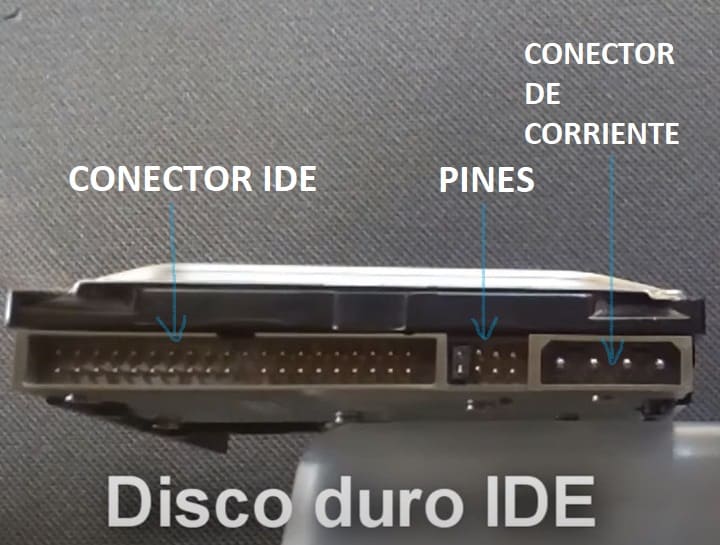 CONECTOR
DE
CORRIENTE
CONECTOR IDE
PINES
Disco duro IDE